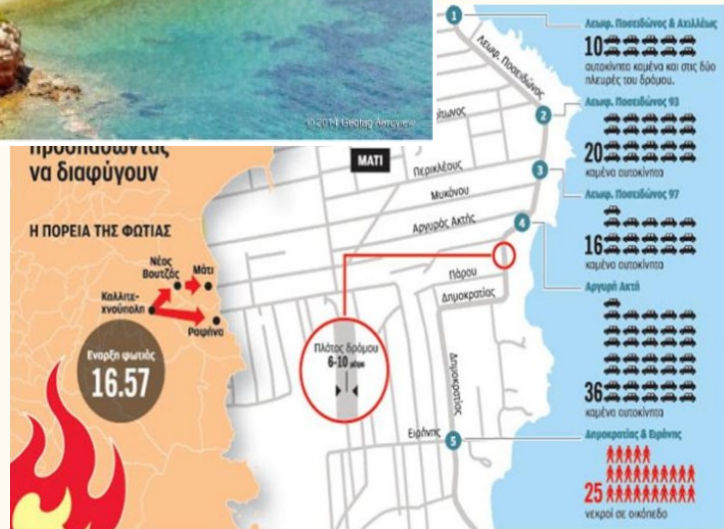 © 2014 Geotag Aeroview
προσπαθώντας
να διαφύγουν
Η ΠΟΡΕΙΑ ΤΗΣ ΦΩΤΙΑΣ
Νέος
Βουτζάς
Μάτι
Καλλιτε-
χνούπολη
Ραφήνα
Εναρξη φωτιάς
16.57
ΜΑΤΙ
Λεωφ. Ποσειδώνος
Περικλέους
Μυκόνου
Αργυράς Ακτής
Πάρου
Δημοκρατίας
Δημοκρατίας
Ειρήνης
Πλάτος δρόμου
6-10 μέτρα
1
2
3
4
5
Λεωφ. Ποσειδώνος & Αχιλλέως
10
αυτοκίνητα καμένα και στις δύο
πλευρές του δρόμου.
Λεωφ. Ποσειδώνος 93
20
καμένα αυτοκίνητα
Λεωφ. Ποσειδώνος 97
16
καμένα αυτοκίνητα
Αργυρή Ακτή
36
καμένα αυτοκίνητα
Δημοκρατίας & Ειρήνης
25
νεκροί σε οικόπεδο